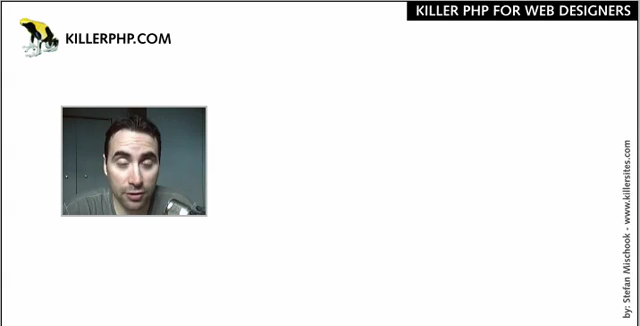 KILLER PHP FOR WEB DESIGNERS
KILLERPHP.COM
by: Stefan Mischook - www.killersites.com